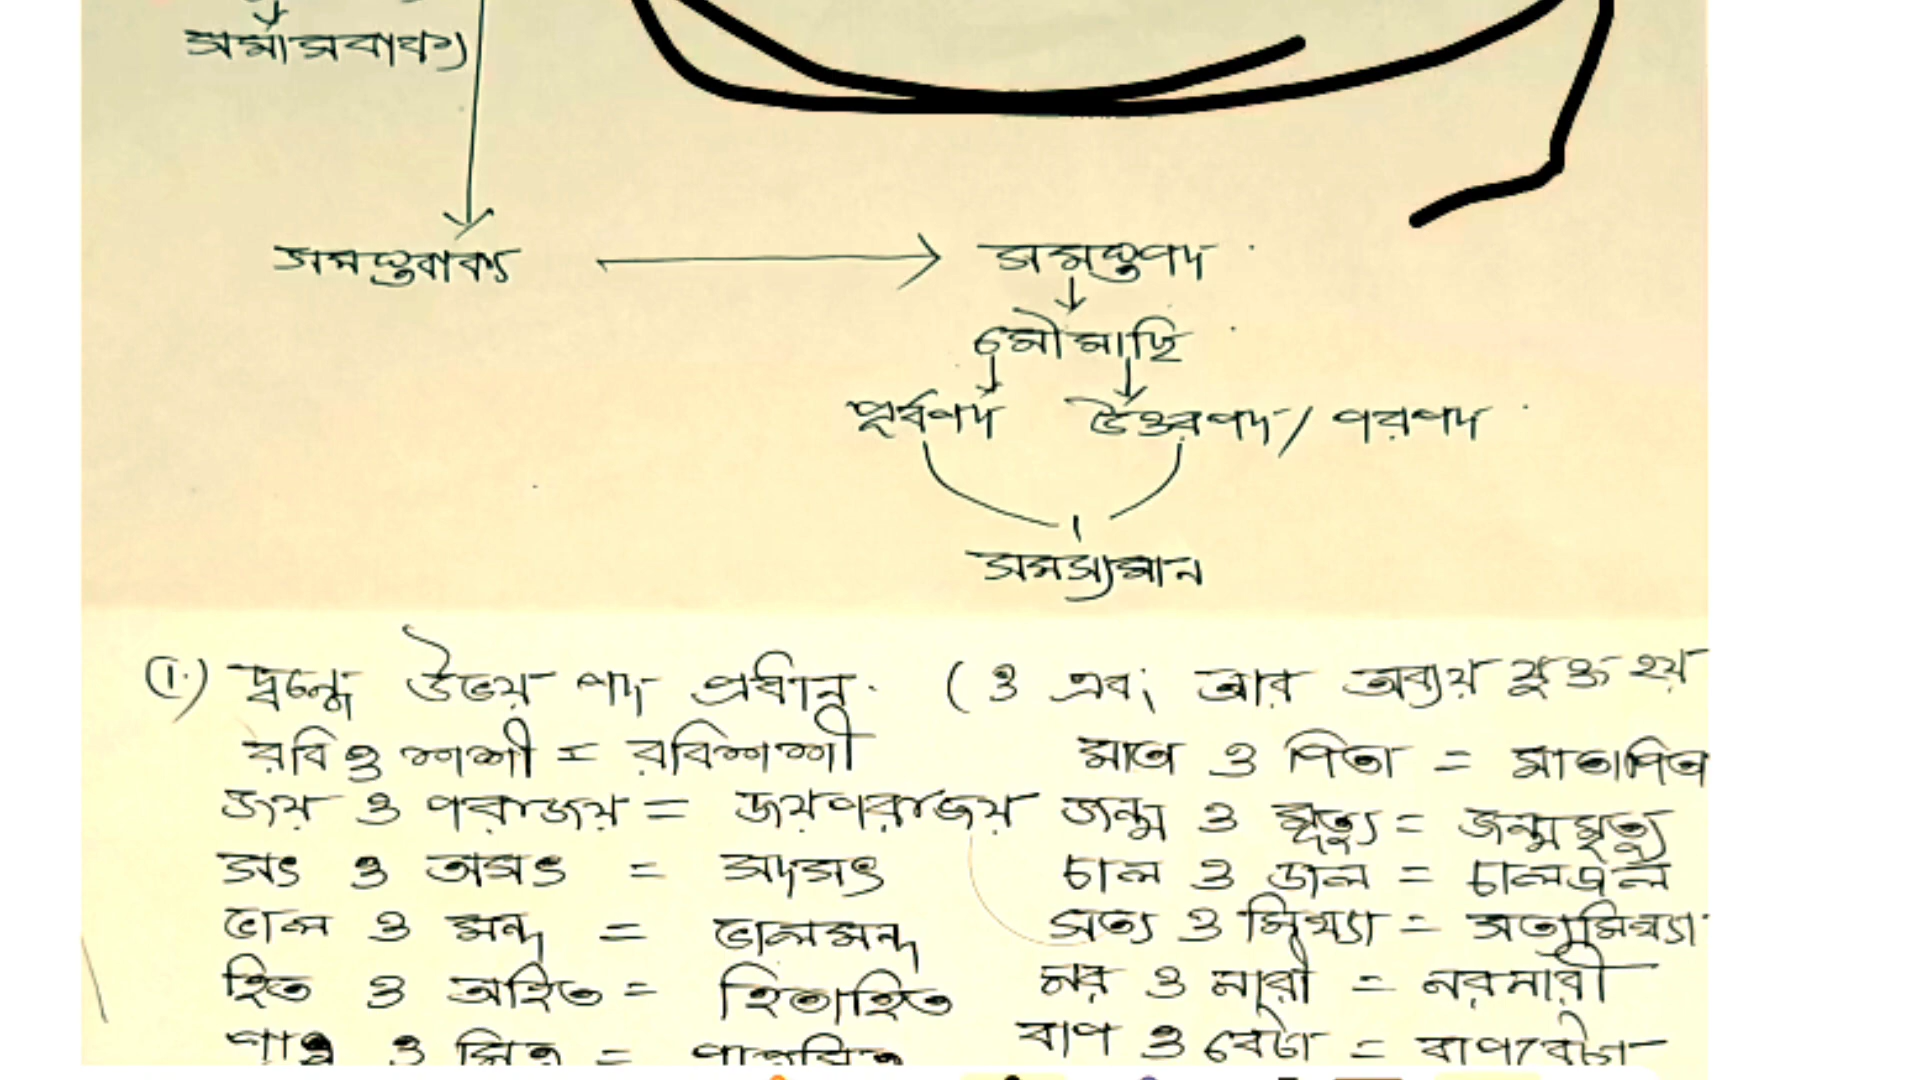 সমাসবাক্য
সমস্তবাক্য → সমস্তপদ
মৌমাছি
পূর্বপদ উত্তরপদ / পরপদ
সমস্যমান
(1.) দ্বন্দ্বে উভয় পদ প্রধান. (ও এবং আর অব্যয় যুক্ত হয়
রবি ও শশী = রবিশশী মাতা ও পিতা = মাতাপিতা
জয় ও পরাজয় = জয়পরাজয় জন্ম ও মৃত্যু = জন্মমৃত্যু
সৎ ও অসৎ = সদসৎ চাল ও ডাল = চালডাল
ভাল ও মন্দ = ভালমন্দ সত্য ও মিথ্যা = সত্যমিথ্যা
হিত ও অহিত = হিতাহিত নর ও নারী = নরনারী
ও = বাপ ও বেটা = বাপবেটা